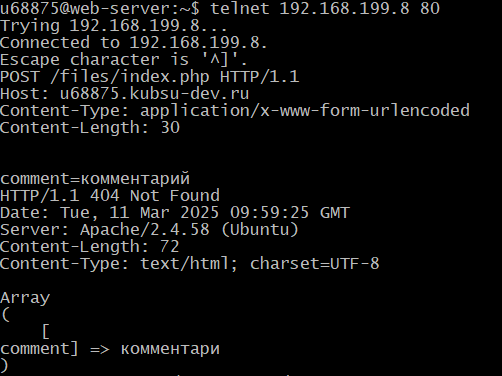 u68875@web-server:~$ telnet 192.168.199.8 80
Trying 192.168.199.8...
Connected to 192.168.199.8.
Escape character is '^]'.
POST /files/index.php HTTP/1.1
Host: u68875.kubsu-dev.ru
Content-Type: application/x-www-form-urlencoded
Content-Length: 30
comment=комментарий
HTTP/1.1 404 Not Found
Date: Tue, 11 Mar 2025 09:59:25 GMT
Server: Apache/2.4.58 (Ubuntu)
Content-Length: 72
Content-Type: text/html; charset=UTF-8
Array
(
[
comment] => комментари
)